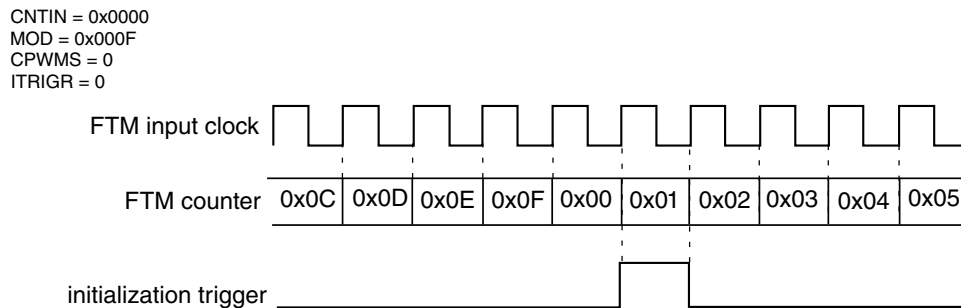 CNTIN = 0x0000
MOD = 0x000F
CPWMS = 0
ITRIGR = 0
FTM input clock
FTM counter 0x0C 0x0D 0x0E 0x0F 0x00 0x01 0x02 0x03 0x04 0x05
initialization trigger